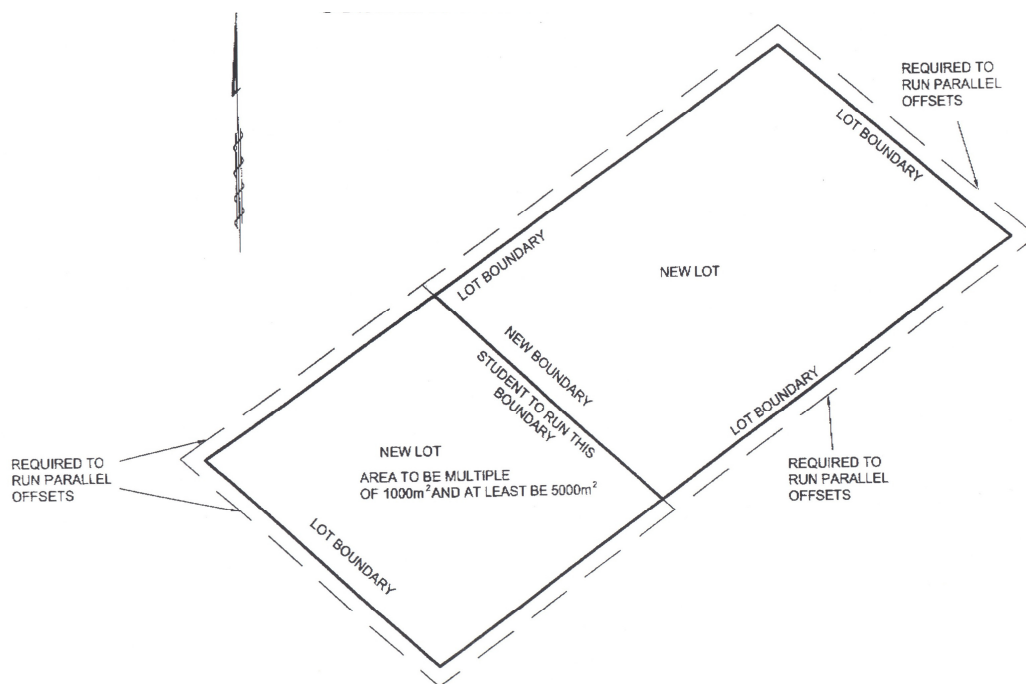 REQUIRED TO
RUN PARALLEL
OFFSETS
LOT BOUNDARY
LOT BOUNDARY
NEW LOT
NEW BOUNDARY
STUDENT TO RUN THIS
BOUNDARY
LOT BOUNDARY
NEW LOT
AREA TO BE MULTIPLE
OF 1000m² AND AT LEAST BE 5000m²
REQUIRED TO
RUN PARALLEL
OFFSETS
REQUIRED TO
RUN PARALLEL
OFFSETS
LOT BOUNDARY